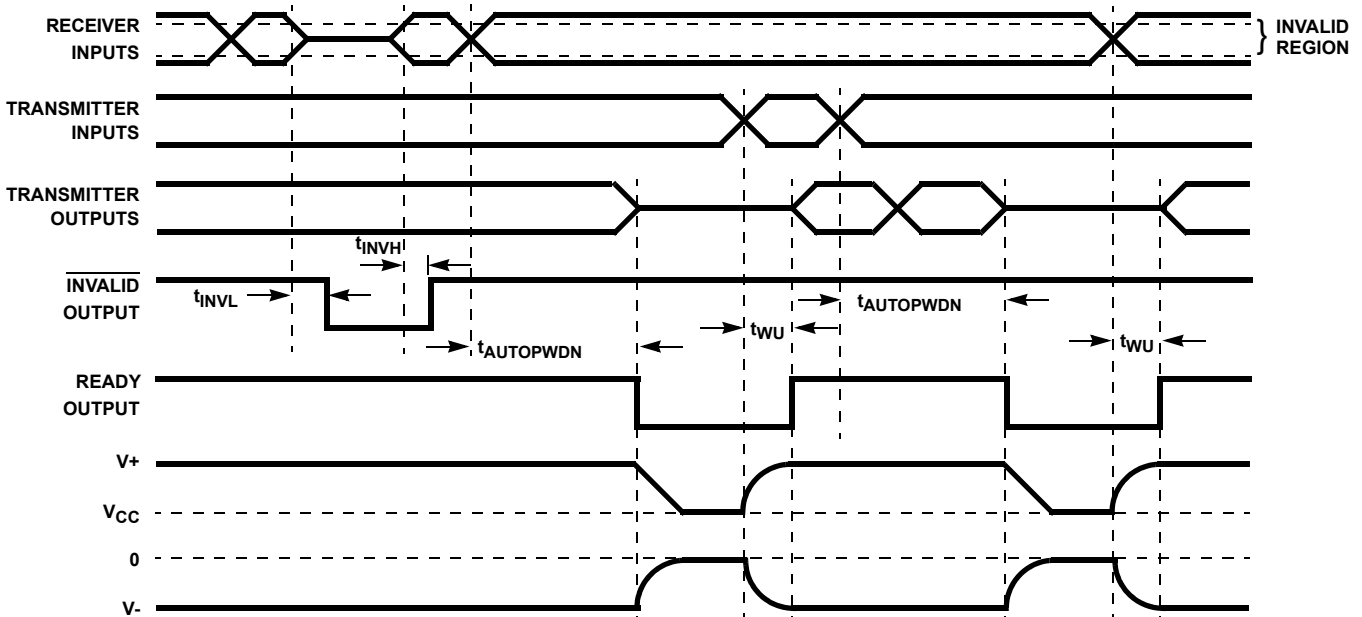 RECEIVER
INPUTS
} INVALID
REGION
TRANSMITTER
INPUTS
TRANSMITTER
OUTPUTS
tINVH
INVALID
OUTPUT
tINVL
tAUTOPWDN
tAUTOPWDN
tWU
tWU
READY
OUTPUT
V+
VCC
0
V-